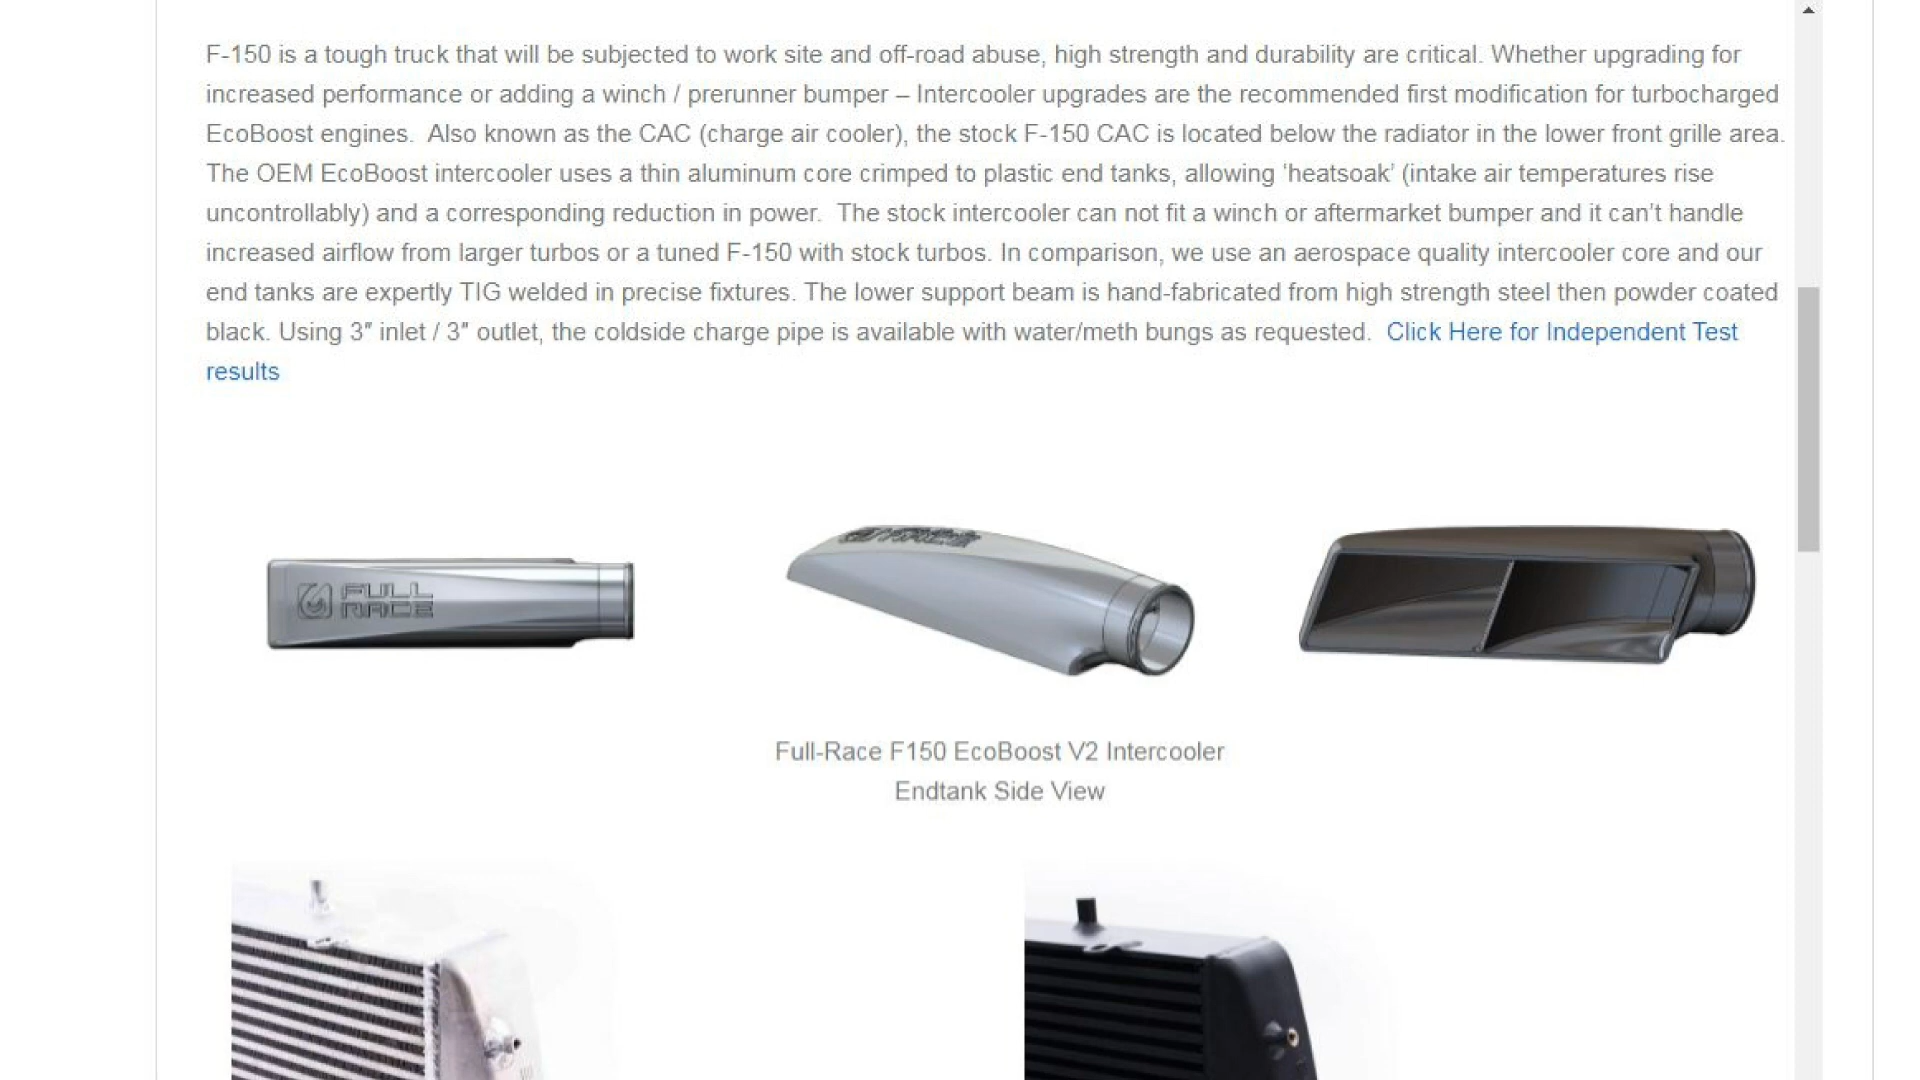 F-150 is a tough truck that will be subjected to work site and off-road abuse, high strength and durability are critical. Whether upgrading for
increased performance or adding a winch / prerunner bumper – Intercooler upgrades are the recommended first modification for turbocharged
EcoBoost engines.  Also known as the CAC (charge air cooler), the stock F-150 CAC is located below the radiator in the lower front grille area.
The OEM EcoBoost intercooler uses a thin aluminum core crimped to plastic end tanks, allowing ‘heatsoak’ (intake air temperatures rise
uncontrollably) and a corresponding reduction in power.  The stock intercooler can not fit a winch or aftermarket bumper and it can’t handle
increased airflow from larger turbos or a tuned F-150 with stock turbos. In comparison, we use an aerospace quality intercooler core and our
end tanks are expertly TIG welded in precise fixtures. The lower support beam is hand-fabricated from high strength steel then powder coated
black. Using 3″ inlet / 3″ outlet, the coldside charge pipe is available with water/meth bungs as requested.  Click Here for Independent Test
results
FULL
RACE
Full-Race F150 EcoBoost V2 Intercooler
Endtank Side View